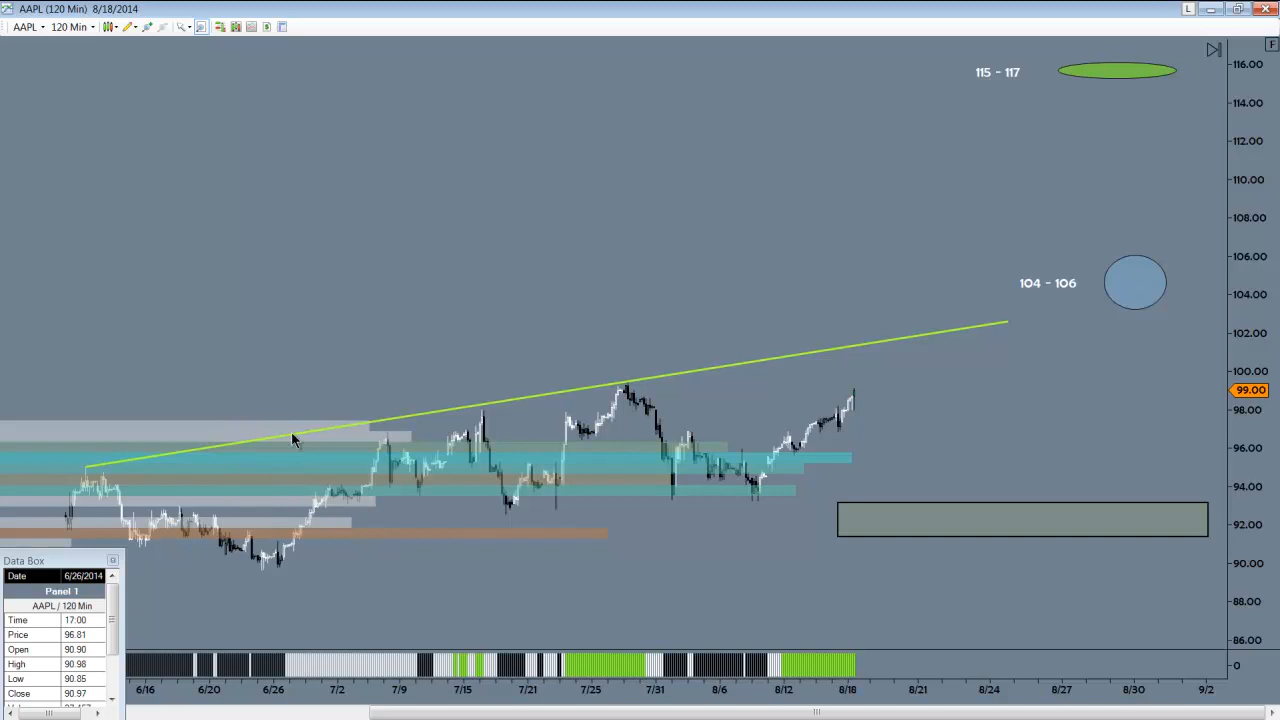 AAPL (120 Min) 8/18/2014
L
AAPL 120 Min
F
115 - 117
116.00
114.00
112.00
110.00
108.00
106.00
104 - 106
104.00
102.00
100.00
99.00
98.00
96.00
94.00
92.00
90.00
88.00
86.00
0
Data Box
Date 6/26/2014
Panel 1
AAPL / 120 Min
Time 17:00
Price 96.81
Open 90.90
High 90.98
Low 90.85
Close 90.97
6/16 6/20 6/26 7/2 7/9 7/15 7/21 7/25 7/31 8/6 8/12 8/18 8/21 8/24 8/27 8/30 9/2